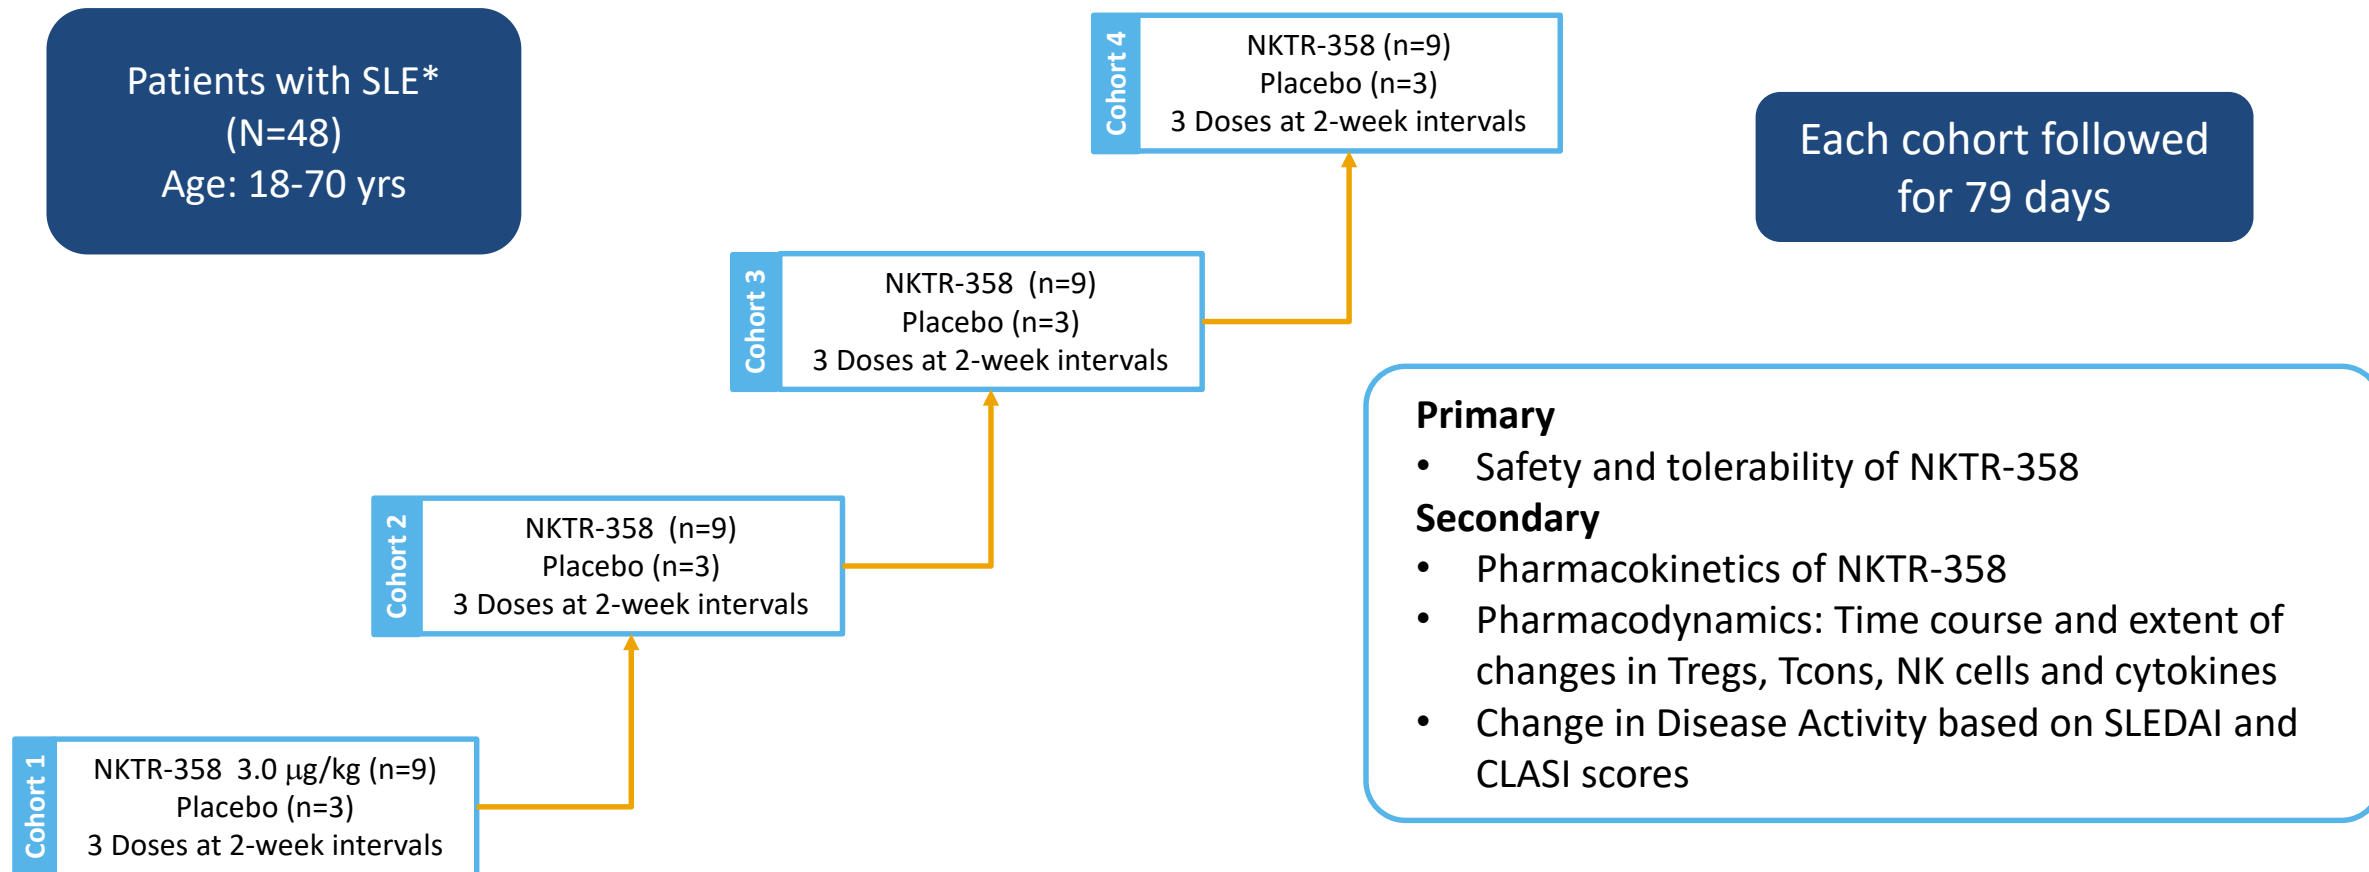 Patients with SLE*
(N=48)
Age: 18-70 yrs
Cohort 4
NKTR-358 (n=9)
Placebo (n=3)
3 Doses at 2-week intervals
Each cohort followed
for 79 days
Cohort 3
NKTR-358 (n=9)
Placebo (n=3)
3 Doses at 2-week intervals
Cohort 2
NKTR-358 (n=9)
Placebo (n=3)
3 Doses at 2-week intervals
Cohort 1
NKTR-358 3.0 μg/kg (n=9)
Placebo (n=3)
3 Doses at 2-week intervals
Primary
• Safety and tolerability of NKTR-358
Secondary
• Pharmacokinetics of NKTR-358
• Pharmacodynamics: Time course and extent of
changes in Tregs, Tcons, NK cells and cytokines
• Change in Disease Activity based on SLEDAI and
CLASI scores